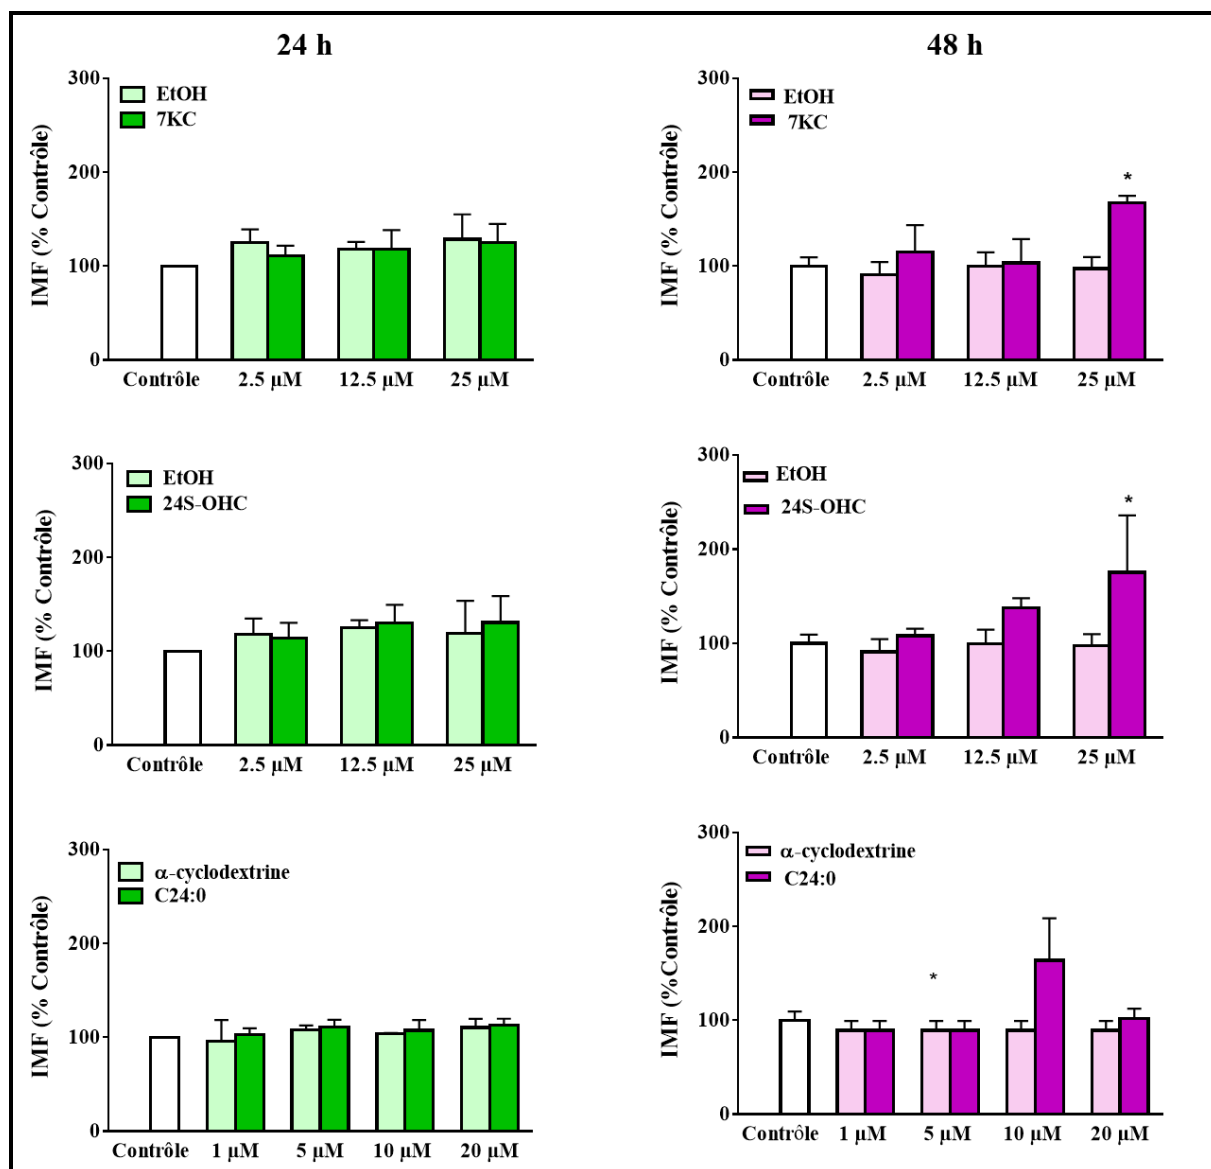 24 h
48 h
300
200
100
0
IMF (% Contrôle)
EtOH
7KC
Contrôle
2.5 µM
12.5 µM
25 µM
300
200
100
0
IMF (% Contrôle)
EtOH
7KC
*
Contrôle
2.5 µM
12.5 µM
25 µM
300
200
100
0
IMF (% Contrôle)
EtOH
24S-OHC
Contrôle
2.5 µM
12.5 µM
25 µM
300
200
100
0
IMF (% Contrôle)
EtOH
24S-OHC
*
Contrôle
2.5 µM
12.5 µM
25 µM
300
200
100
0
IMF (% Contrôle)
α-cyclodextrine
C24:0
Contrôle
1 µM
5 µM
10 µM
20 µM
300
200
100
0
IMF (%Contrôle)
α-cyclodextrine
C24:0
*
Contrôle
1 µM
5 µM
10 µM
20 µM